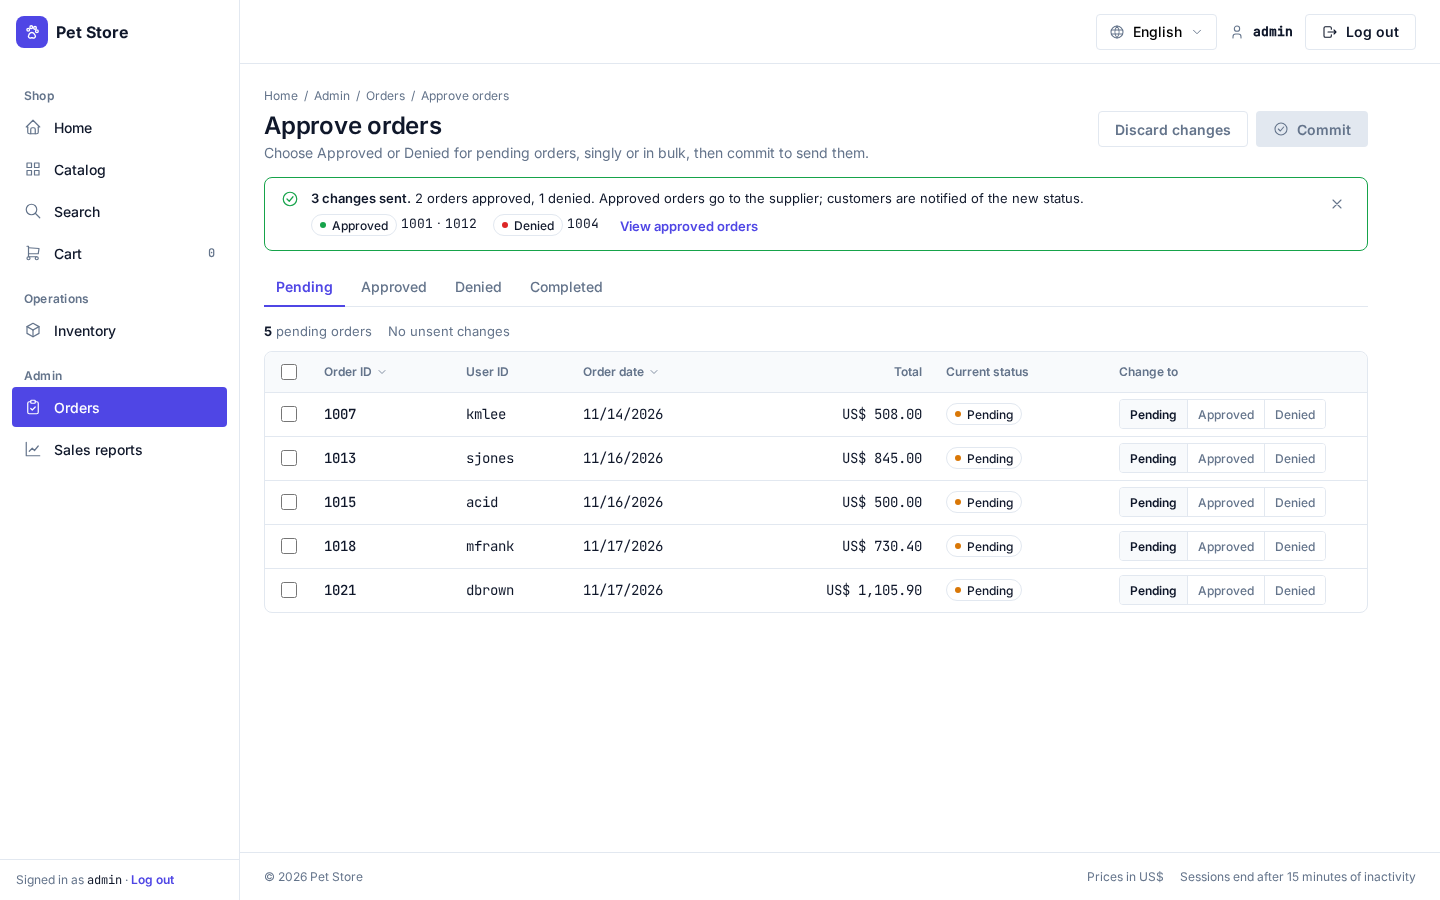 Pet Store
English
admin
Log out
Shop
Home
Catalog
Search
Cart 0
Operations
Inventory
Admin
Orders
Sales reports
Signed in as admin · Log out
Home / Admin / Orders / Approve orders
Approve orders
Choose Approved or Denied for pending orders, singly or in bulk, then commit to send them.
Discard changes
Commit
3 changes sent. 2 orders approved, 1 denied. Approved orders go to the supplier; customers are notified of the new status.
Approved 1001 · 1012 Denied 1004 View approved orders
Pending Approved Denied Completed
5 pending orders No unsent changes
Order ID User ID Order date Total Current status Change to
1007 kmlee 11/14/2026 US$ 508.00 Pending Pending Approved Denied
1013 sjones 11/16/2026 US$ 845.00 Pending Pending Approved Denied
1015 acid 11/16/2026 US$ 500.00 Pending Pending Approved Denied
1018 mfrank 11/17/2026 US$ 730.40 Pending Pending Approved Denied
1021 dbrown 11/17/2026 US$ 1,105.90 Pending Pending Approved Denied
© 2026 Pet Store
Prices in US$ Sessions end after 15 minutes of inactivity